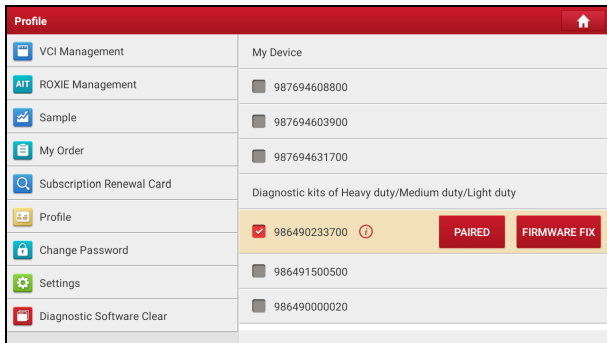 Profile
VCI Management
AIT ROXIE Management
Sample
My Order
Subscription Renewal Card
Profile
Change Password
Settings
Diagnostic Software Clear
My Device
987694608800
987694603900
987694631700
Diagnostic kits of Heavy duty/Medium duty/Light duty
986490233700 i PAIRED FIRMWARE FIX
986491500500
986490000020